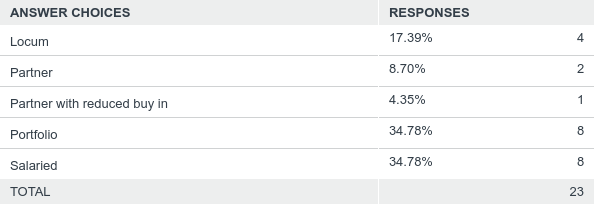 ANSWER CHOICES RESPONSES
Locum 17.39% 4
Partner 8.70% 2
Partner with reduced buy in 4.35% 1
Portfolio 34.78% 8
Salaried 34.78% 8
TOTAL 23